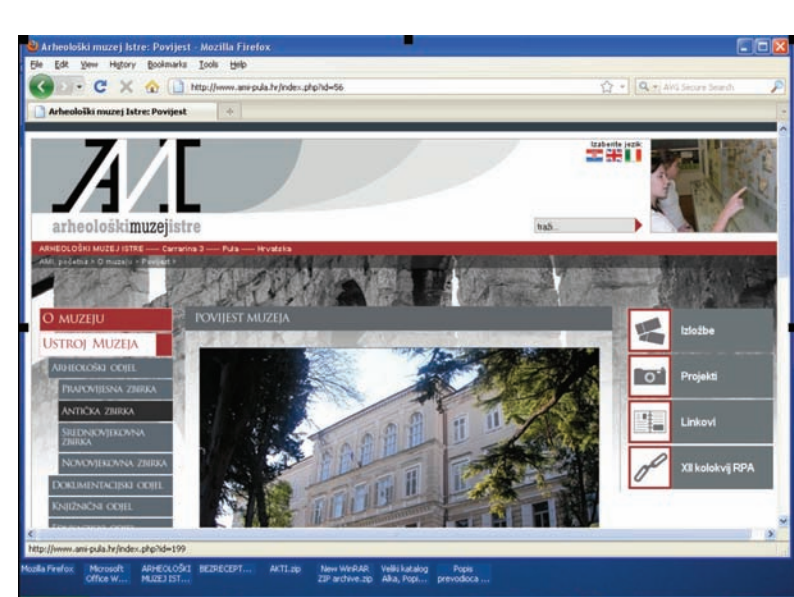 Arheološki muzej Istre: Povijest - Mozilla Firefox
File Edit View History Bookmarks Tools Help
http://www.ami-pula.hr/index.php?id=56
AVG Secure Search
Arheološki muzej Istre: Povijest
Izaberite jezik:
AMI
arheološkimuzejistre
traži...
ARHEOLOŠKI MUZEJ ISTRE ---- Carrarina 3 ---- Pula ---- Hrvatska
AMI, početna > O muzeju > Povijest >
O MUZEJU
POVIJEST MUZEJA
USTROJ MUZEJA
ARHEOLOŠKI ODJEL
PRAPOVIJESNA ZBIRKA
ANTIČKA ZBIRKA
SREDNJOVJEKOVNA
ZBIRKA
NOVOVJEKOVNA ZBIRKA
DOKUMENTACIJSKI ODJEL
KNJIŽNIČNI ODJEL
Izložbe
Projekti
Linkovi
XII kolokvij RPA
http://www.ami-pula.hr/index.php?id=199
Mozilla Firefox
Microsoft
Office W...
ARHEOLOŠKI
MUZEJ IST...
BEZRECEPT...
AKTI.zip
New WinRAR
ZIP archive.zip
Veliki katalog
Alka, Popi...
Popis
prevodioca ...